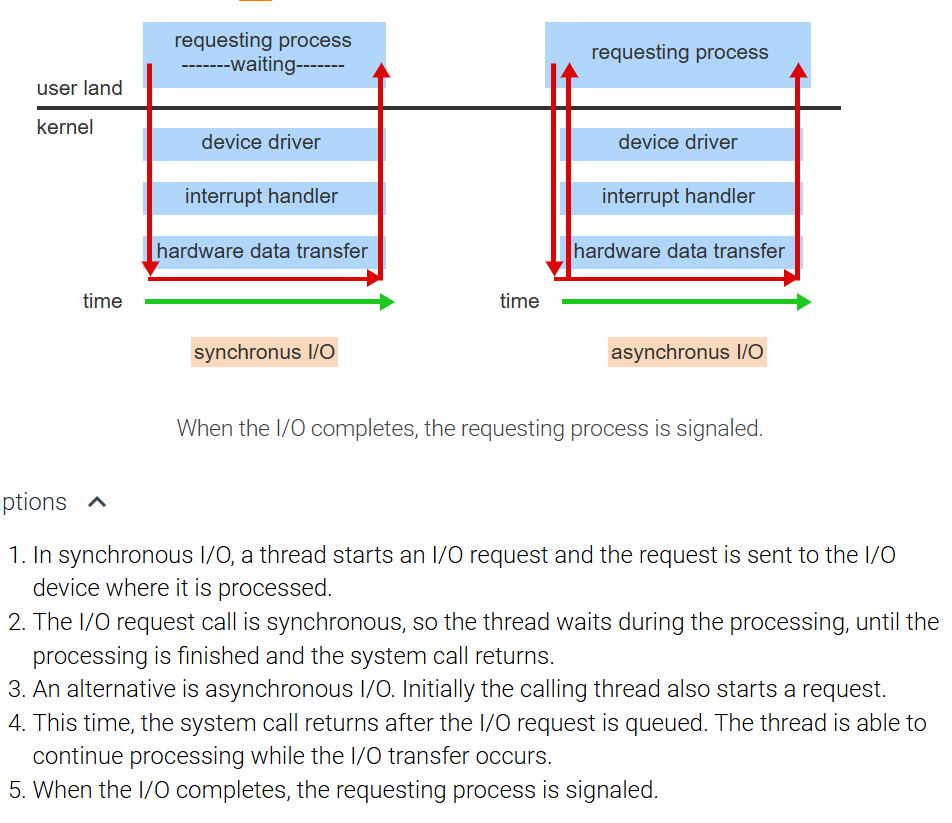 requesting process
-------waiting-------
requesting process
user land
kernel
device driver
device driver
interrupt handler
interrupt handler
hardware data transfer
hardware data transfer
time
time
synchronus I/O
asynchronus I/O
When the I/O completes, the requesting process is signaled.
ptions
1. In synchronous I/O, a thread starts an I/O request and the request is sent to the I/O
device where it is processed.
2. The I/O request call is synchronous, so the thread waits during the processing, until the
processing is finished and the system call returns.
3. An alternative is asynchronous I/O. Initially the calling thread also starts a request.
4. This time, the system call returns after the I/O request is queued. The thread is able to
continue processing while the I/O transfer occurs.
5. When the I/O completes, the requesting process is signaled.